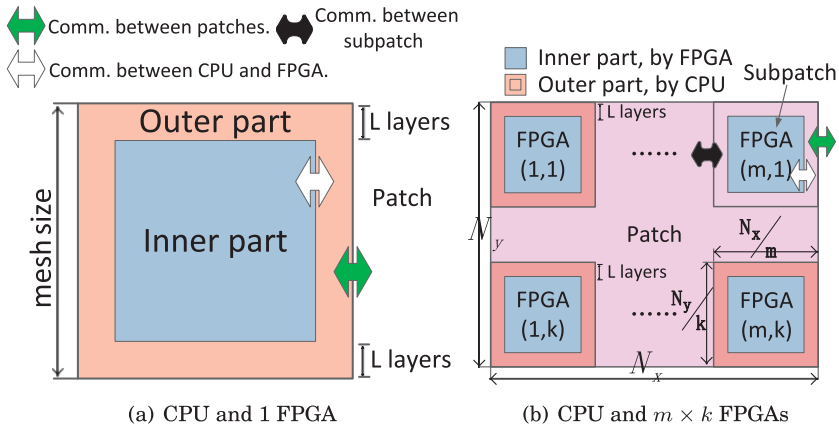 Comm. between patches.
Comm. between
subpatch
Comm. between CPU and FPGA.
Outer part
L layers
mesh size
Patch
Inner part
L layers
(a) CPU and 1 FPGA
Inner part, by FPGA
Outer part, by CPU
Subpatch
L layers
FPGA
(1,1)
......
FPGA
(m,1)
N_y
Patch
N_x / m
L layers
FPGA
(1,k)
N_y / k
......
FPGA
(m,k)
N_x
(b) CPU and m × k FPGAs